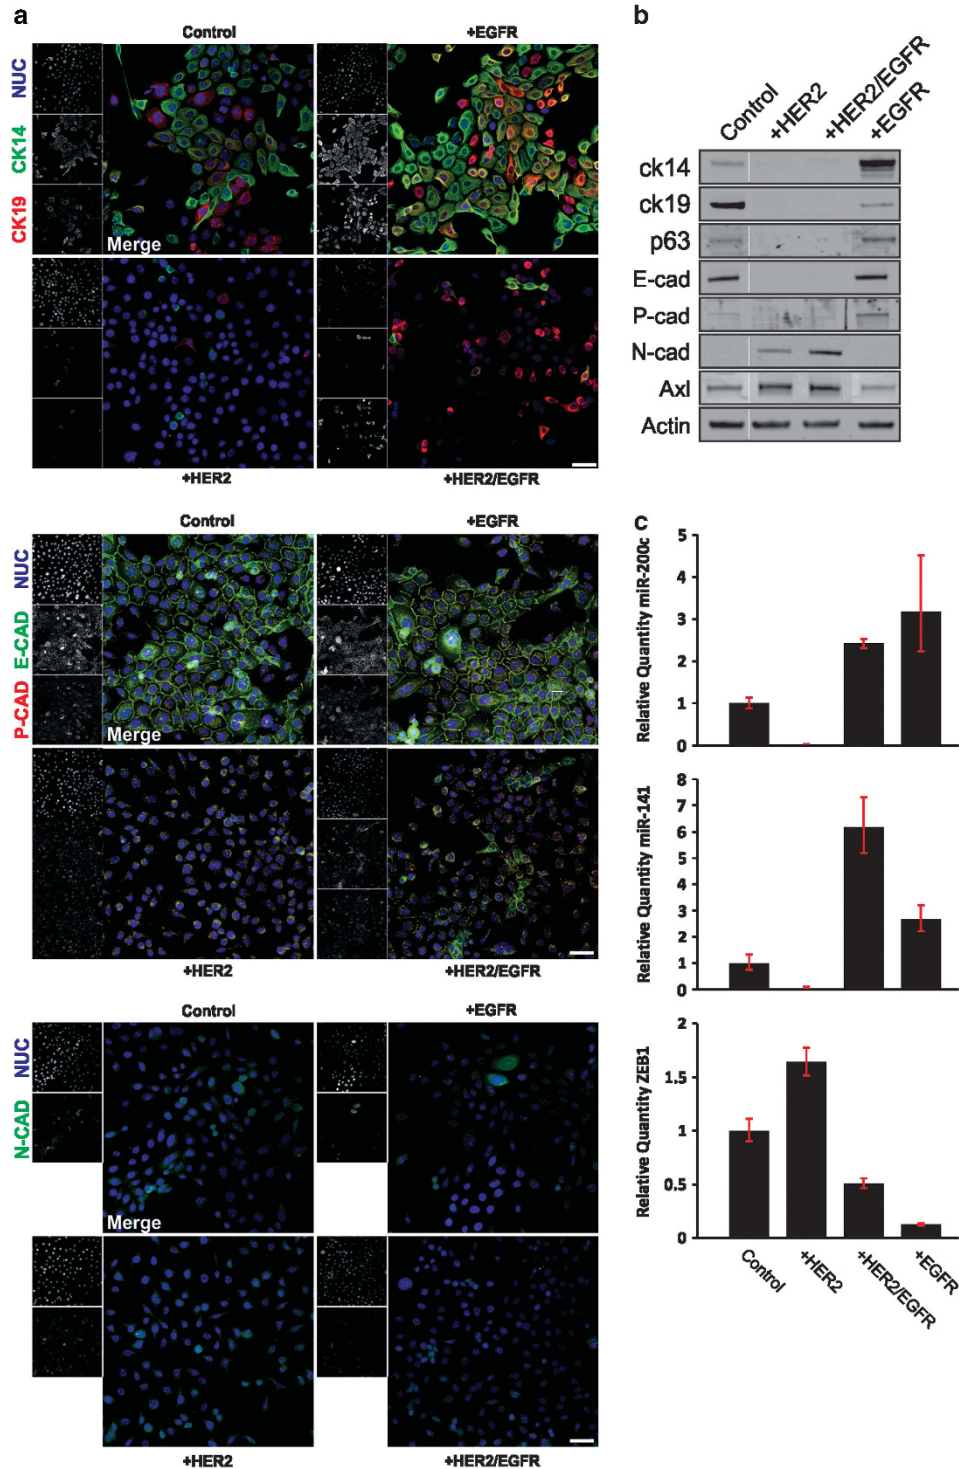 a
Control
+EGFR
NUC
CK14
CK19
Merge
+HER2
+HER2/EGFR
Control
+EGFR
NUC
E-CAD
P-CAD
Merge
+HER2
+HER2/EGFR
Control
+EGFR
NUC
N-CAD
Merge
+HER2
+HER2/EGFR
b
Control
+HER2
+HER2/EGFR
+EGFR
ck14
ck19
p63
E-cad
P-cad
N-cad
Axl
Actin
c
Relative Quantity miR-200c
5
4
3
2
1
0
Relative Quantity miR-141
8
7
6
5
4
3
2
1
0
Relative Quantity ZEB1
2
1.5
1
0.5
0
Control
+HER2
+HER2/EGFR
+EGFR